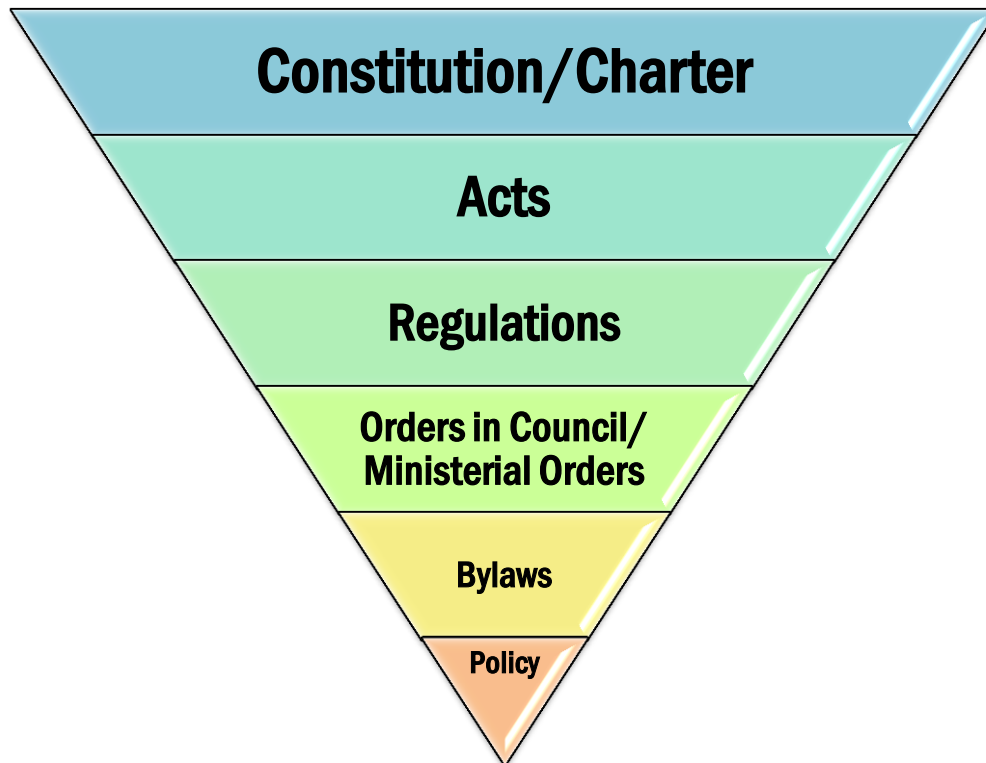 Constitution/Charter
Acts
Regulations
Orders in Council/
Ministerial Orders
Bylaws
Policy